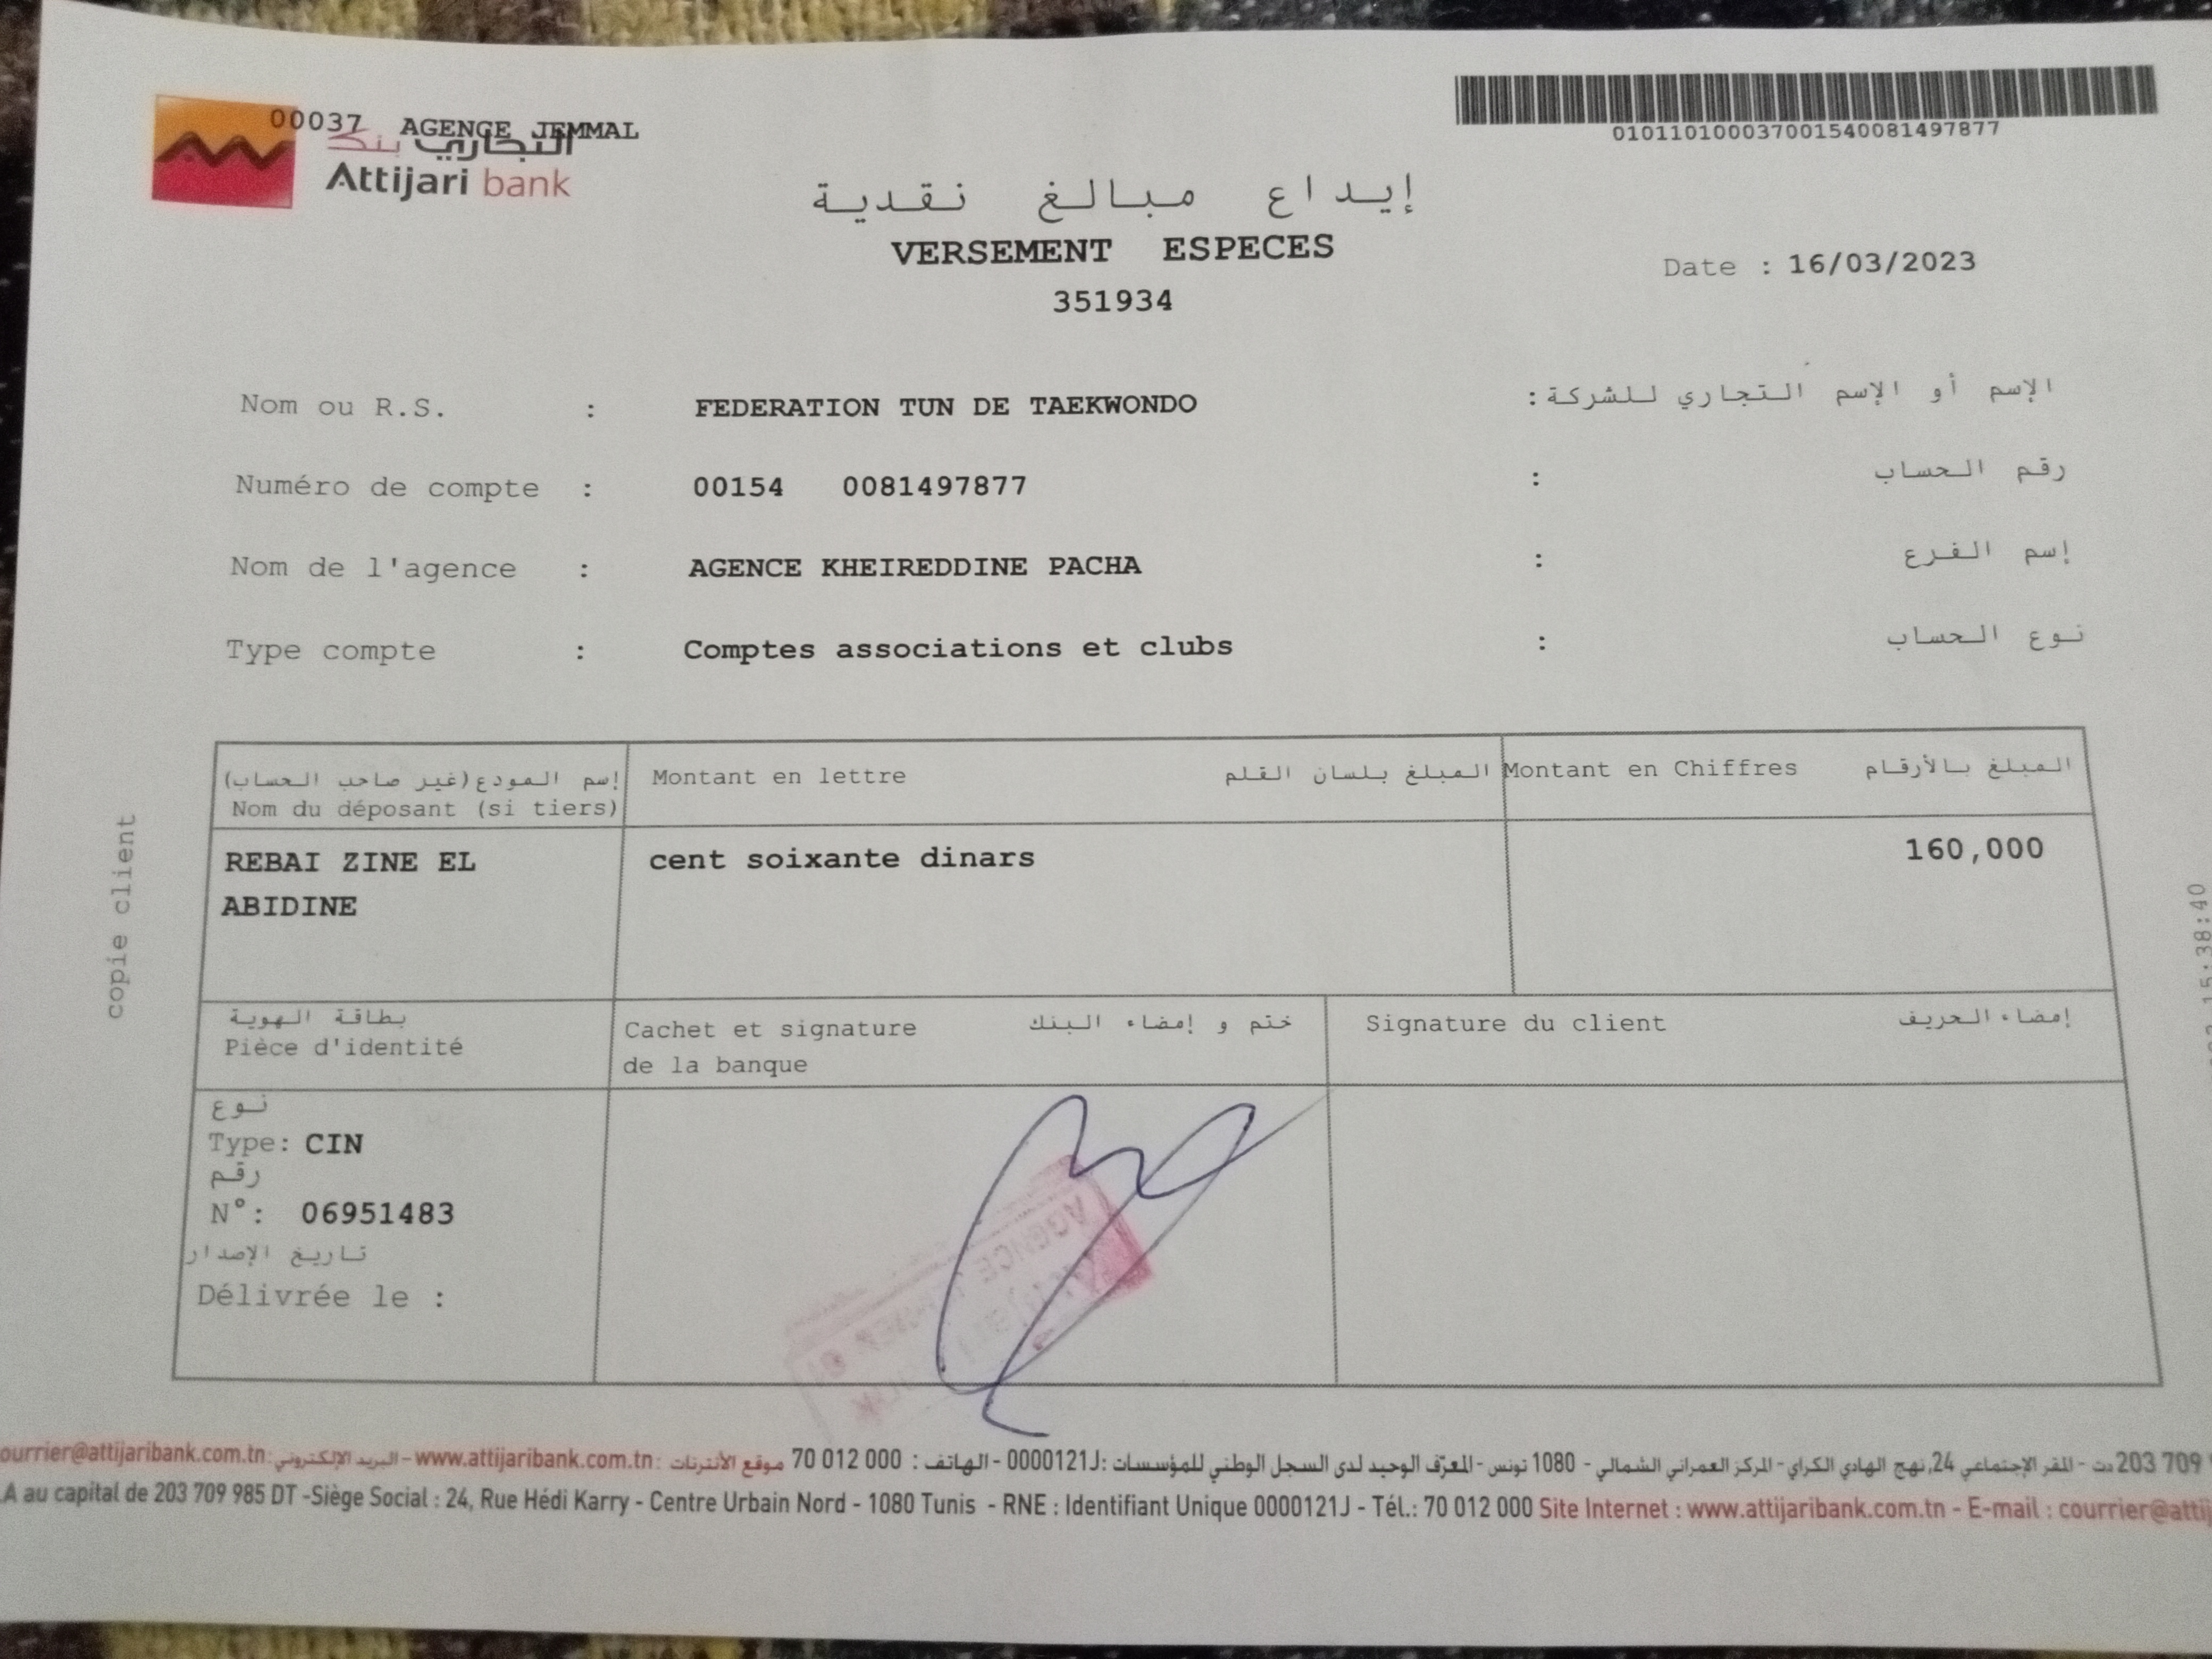 00037 AGENCE JEMMAL
التجاري بنك
Attijari bank
01011010003700154​0081497877
إيداع مبالغ نقدية
VERSEMENT ESPECES
351934
Date : 16/03/2023
Nom ou R.S. : FEDERATION TUN DE TAEKWONDO : الإسم أو الإسم التجاري للشركة
Numéro de compte : 00154 0081497877 : رقم الحساب
Nom de l'agence : AGENCE KHEIREDDINE PACHA : إسم الفرع
Type compte : Comptes associations et clubs : نوع الحساب
إسم المودع(غير صاحب الحساب)
Nom du déposant (si tiers)
Montant en lettre المبلغ بلسان القلم
Montant en Chiffres المبلغ بالأرقام
REBAI ZINE EL
ABIDINE
cent soixante dinars
160,000
بطاقة الهوية
Pièce d'identité
Cachet et signature ختم و إمضاء البنك
de la banque
Signature du client إمضاء الحريف
نوع
Type: CIN
رقم
N°: 06951483
تاريخ الإصدار
Délivrée le :
copie client
15:38:40
AGENCE
203 709 دت - المقر الإجتماعي 24, نهج الهادي الكراي - المركز العمراني الشمالي - 1080 تونس - المعرّف الوحيد لدى السجل الوطني للمؤسسات: 0000121J - الهاتف : 70 012 000 موقع الأنترنات : www.attijaribank.com.tn - البريد الإلكتروني: ourrier@attijaribank.com.tn
.A au capital de 203 709 985 DT -Siège Social : 24, Rue Hédi Karry - Centre Urbain Nord - 1080 Tunis - RNE : Identifiant Unique 0000121J - Tél.: 70 012 000 Site Internet : www.attijaribank.com.tn - E-mail : courrier@attij